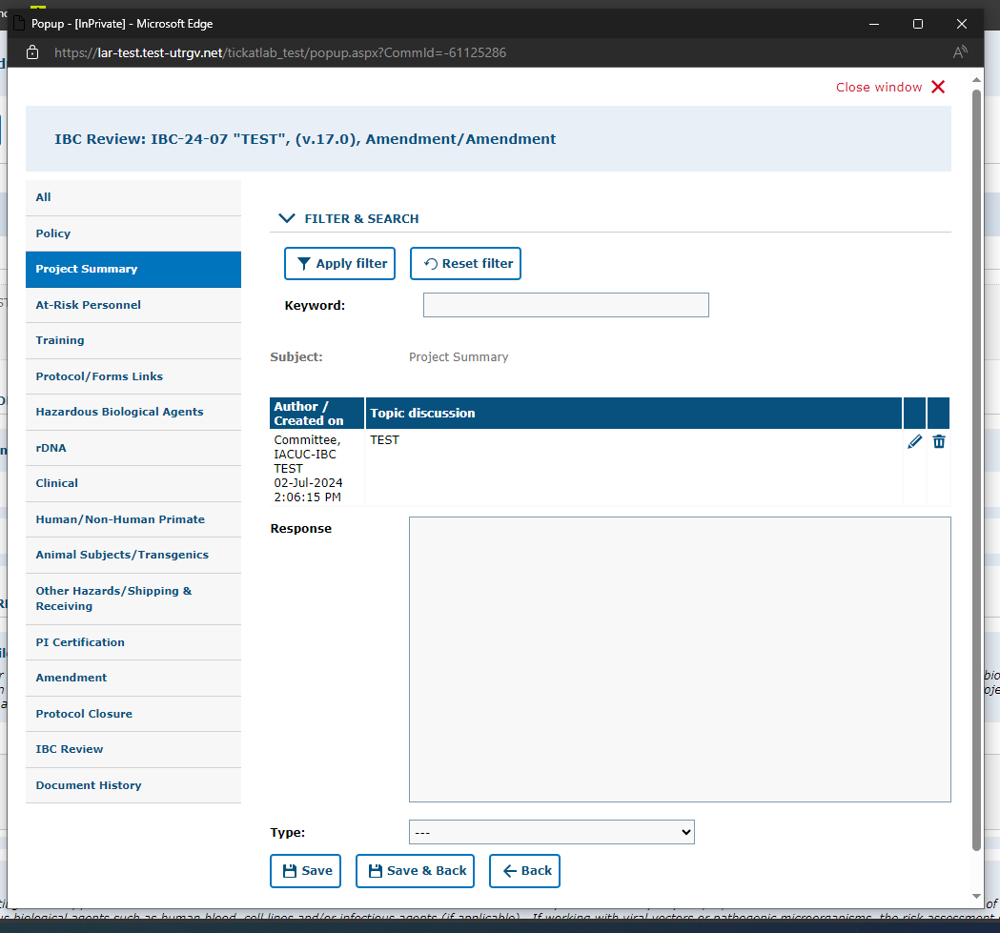 Popup - [InPrivate] - Microsoft Edge
https://lar-test.test-utrgv.net/tickatlab_test/popup.aspx?CommId=-61125286
Close window
IBC Review: IBC-24-07 "TEST", (v.17.0), Amendment/Amendment
All
Policy
Project Summary
At-Risk Personnel
Training
Protocol/Forms Links
Hazardous Biological Agents
rDNA
Clinical
Human/Non-Human Primate
Animal Subjects/Transgenics
Other Hazards/Shipping &
Receiving
PI Certification
Amendment
Protocol Closure
IBC Review
Document History
FILTER & SEARCH
Apply filter
Reset filter
Keyword:
Subject: Project Summary
Author /
Created on
Topic discussion
Committee,
IACUC-IBC
TEST
02-Jul-2024
2:06:15 PM
TEST
Response
Type: ---
Save
Save & Back
Back